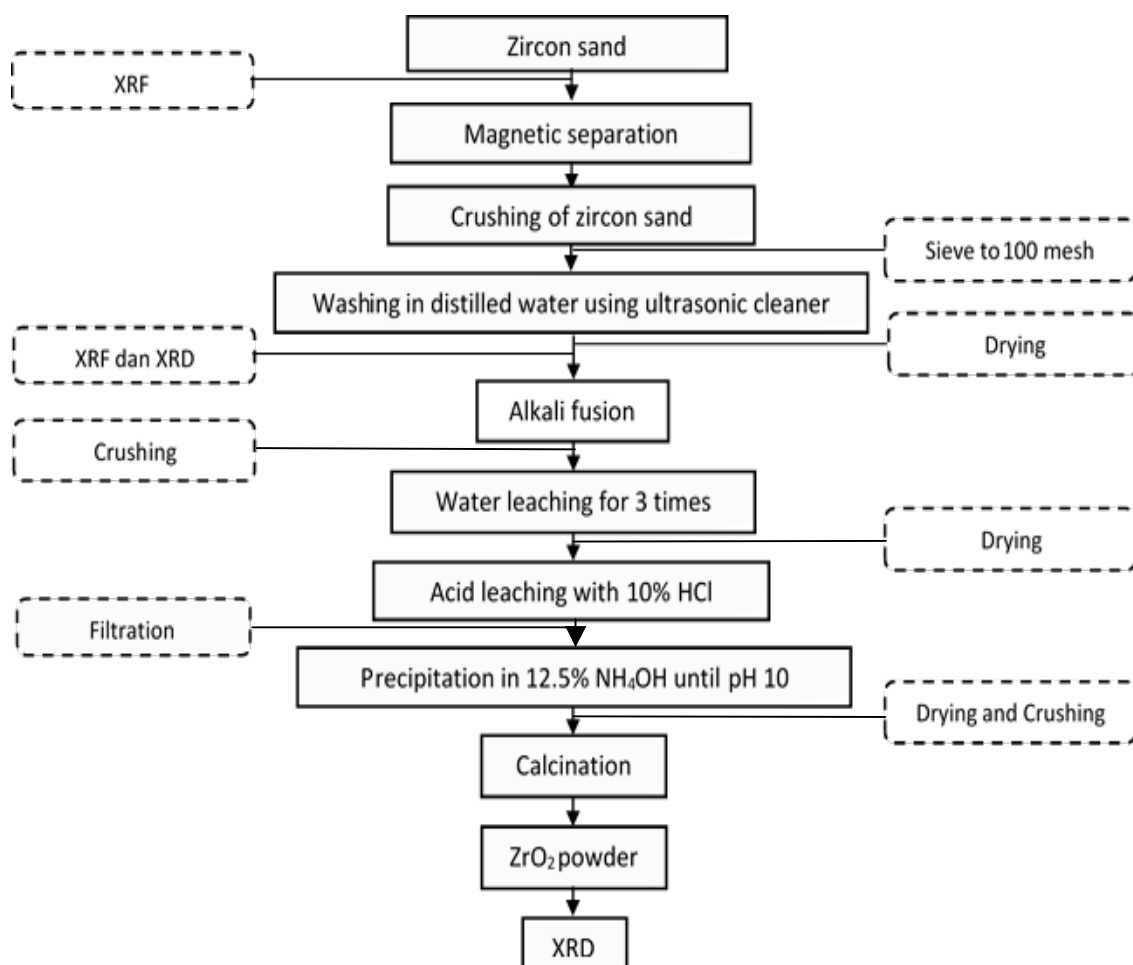 Zircon sand
XRF
Magnetic separation
Crushing of zircon sand
Sieve to 100 mesh
Washing in distilled water using ultrasonic cleaner
XRF dan XRD
Drying
Alkali fusion
Crushing
Water leaching for 3 times
Drying
Acid leaching with 10% HCl
Filtration
Precipitation in 12.5% NH₄OH until pH 10
Drying and Crushing
Calcination
ZrO₂ powder
XRD